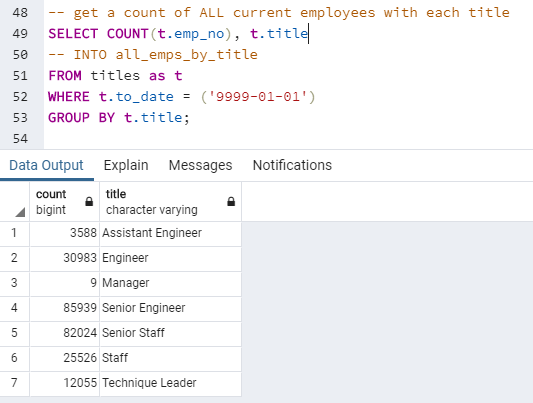 48 -- get a count of ALL current employees with each title
49 SELECT COUNT(t.emp_no), t.title
50 -- INTO all_emps_by_title
51 FROM titles as t
52 WHERE t.to_date = ('9999-01-01')
53 GROUP BY t.title;
54
Data Output Explain Messages Notifications
count title
bigint character varying
1 3588 Assistant Engineer
2 30983 Engineer
3 9 Manager
4 85939 Senior Engineer
5 82024 Senior Staff
6 25526 Staff
7 12055 Technique Leader